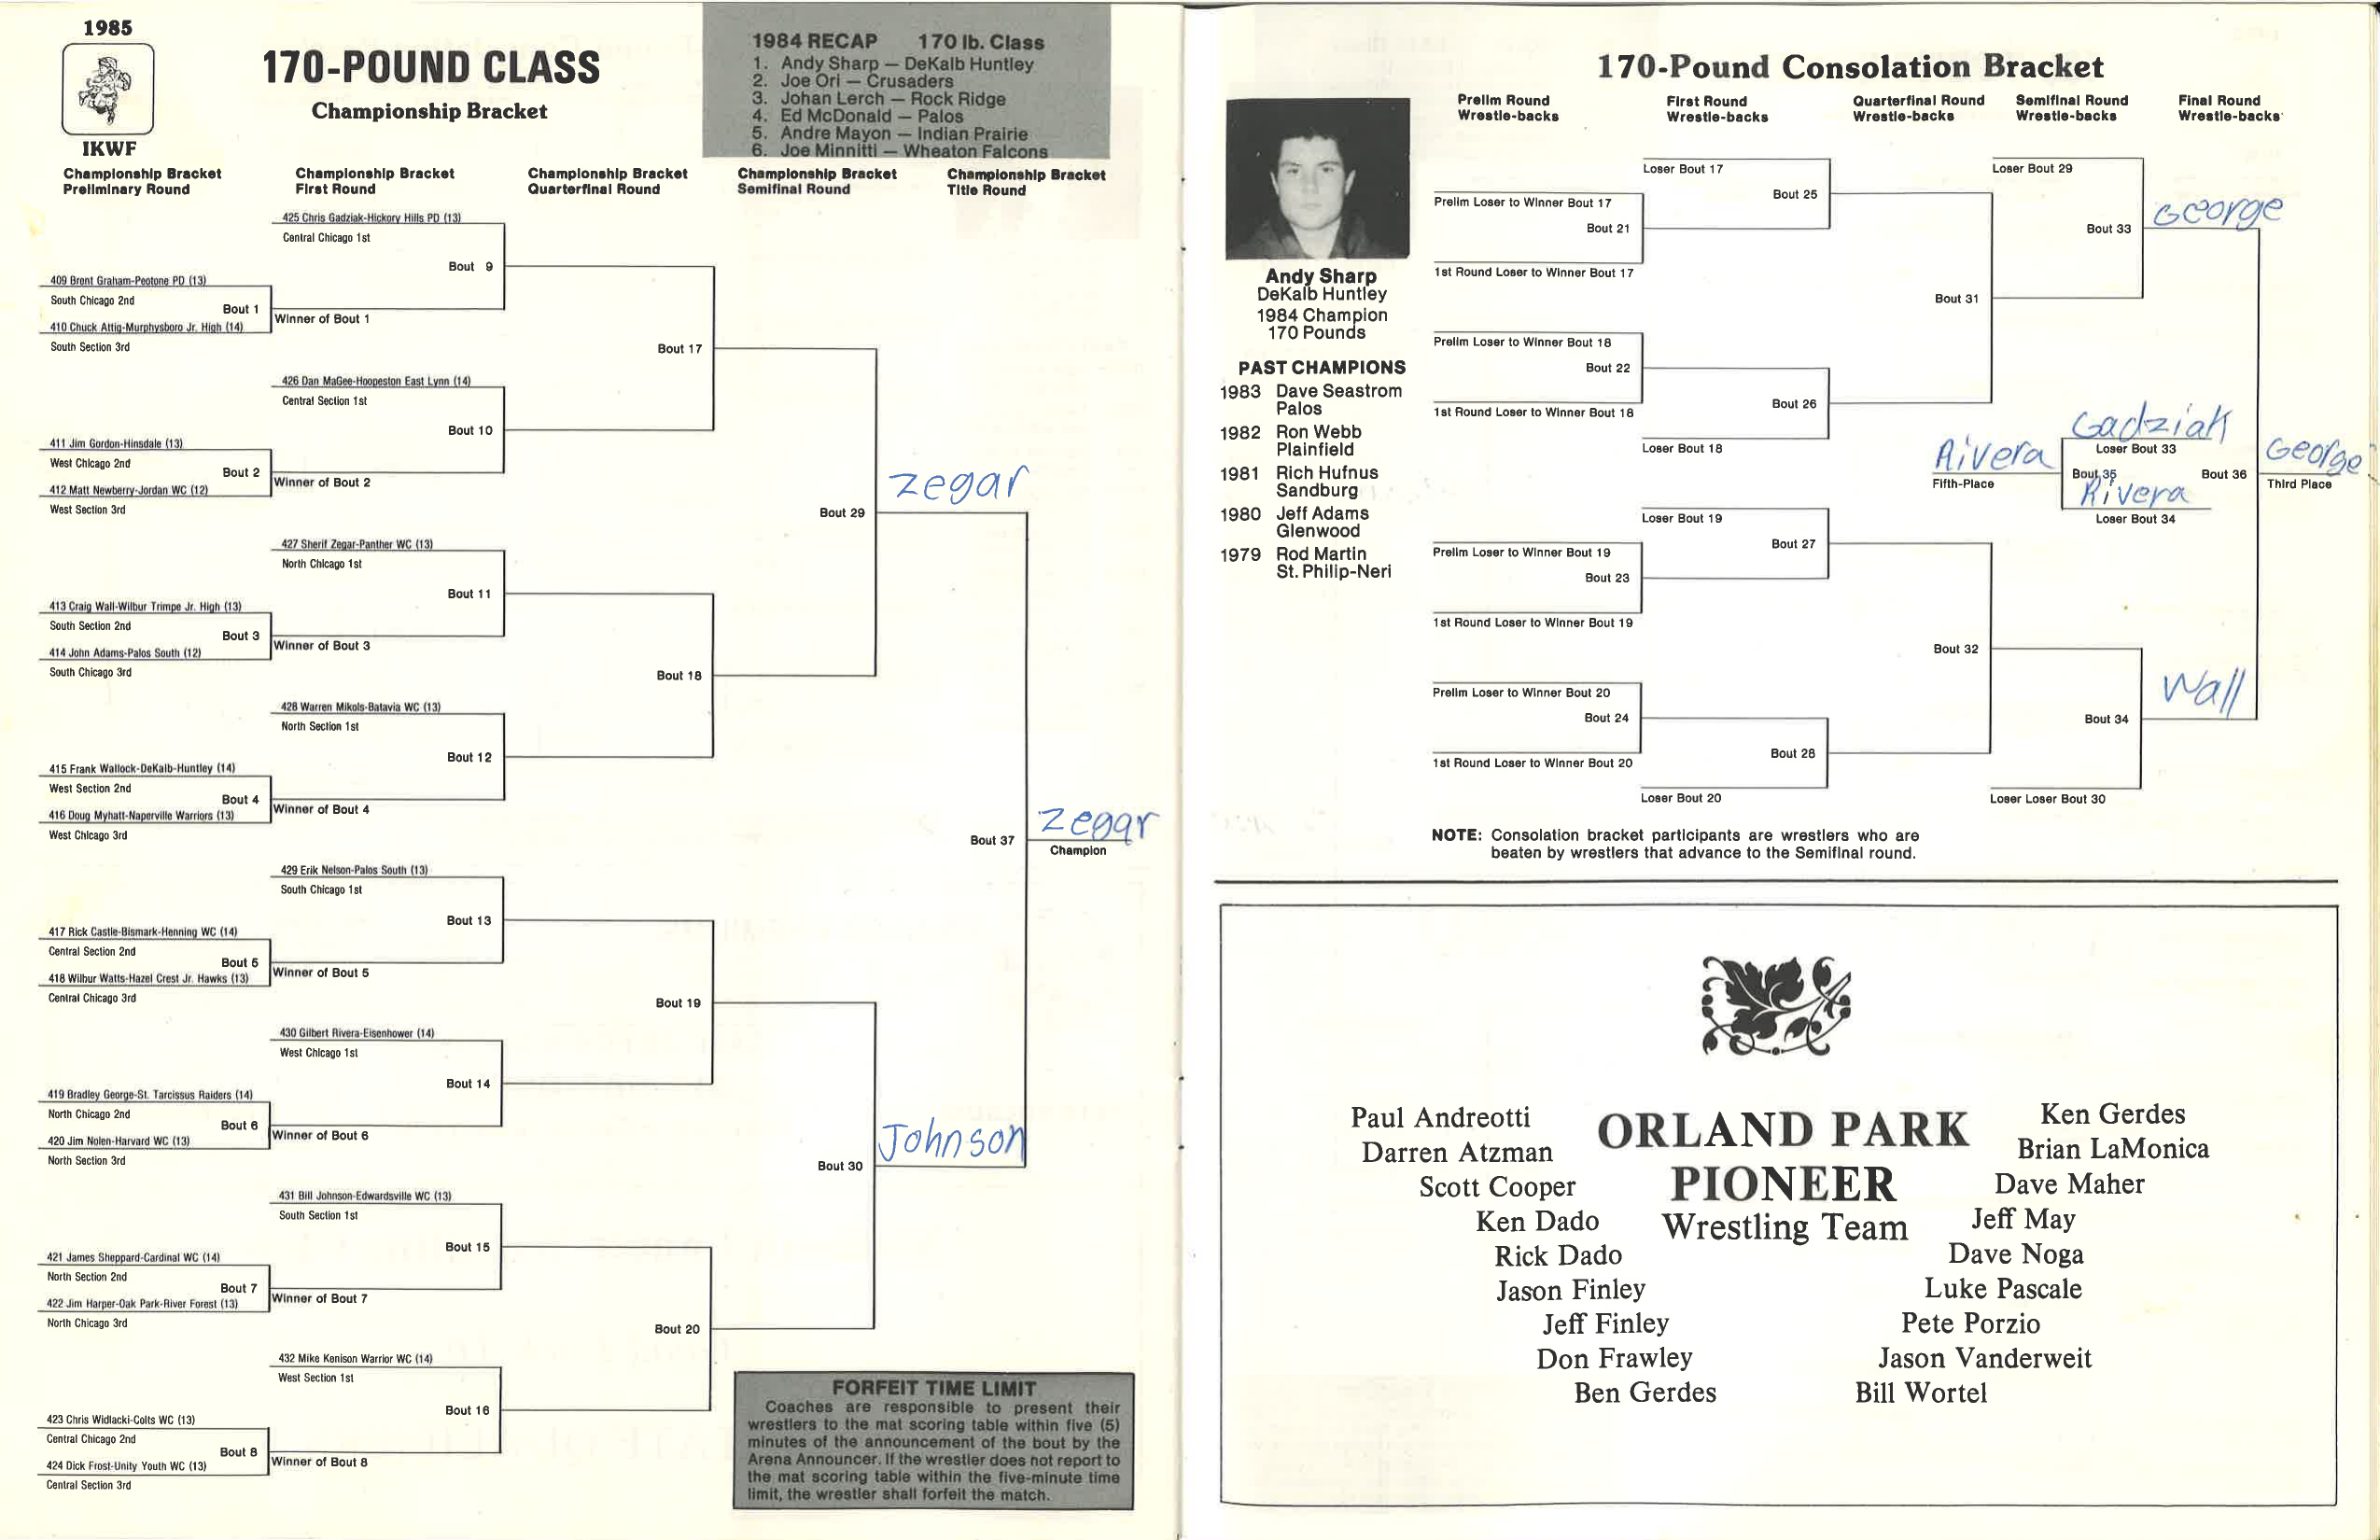 1985
IKWF
170-POUND CLASS
Championship Bracket
1984 RECAP 170 lb. Class
1. Andy Sharp — DeKalb Huntley
2. Joe Ori — Crusaders
3. Johan Lerch — Rock Ridge
4. Ed McDonald — Palos
5. Andre Mayon — Indian Prairie
6. Joe Minnitti — Wheaton Falcons
Championship Bracket
Preliminary Round
Championship Bracket
First Round
Championship Bracket
Quarterfinal Round
Championship Bracket
Semifinal Round
Championship Bracket
Title Round
425 Chris Gadziak-Hickory Hills PD (13)
Central Chicago 1st
Bout 9
409 Brent Graham-Peotone PD (13)
South Chicago 2nd
Bout 1
410 Chuck Attig-Murphysboro Jr. High (14)
South Section 3rd
Winner of Bout 1
Bout 17
426 Dan MaGee-Hoopeston East Lynn (14)
Central Section 1st
Bout 10
411 Jim Gordon-Hinsdale (13)
West Chicago 2nd
Bout 2
412 Matt Newberry-Jordan WC (12)
West Section 3rd
Winner of Bout 2
Zegar
Bout 29
427 Sherif Zegar-Panther WC (13)
North Chicago 1st
Bout 11
413 Craig Wall-Wilbur Trimpe Jr. High (13)
South Section 2nd
Bout 3
414 John Adams-Palos South (12)
South Chicago 3rd
Winner of Bout 3
Bout 18
428 Warren Mikols-Batavia WC (13)
North Section 1st
Bout 12
415 Frank Wallock-DeKalb-Huntley (14)
West Section 2nd
Bout 4
416 Doug Myhatt-Naperville Warriors (13)
West Chicago 3rd
Winner of Bout 4
Bout 37
Zegar
Champion
429 Erik Nelson-Palos South (13)
South Chicago 1st
Bout 13
417 Rick Castle-Bismark-Henning WC (14)
Central Section 2nd
Bout 5
418 Wilbur Watts-Hazel Crest Jr. Hawks (13)
Central Chicago 3rd
Winner of Bout 5
Bout 19
430 Gilbert Rivera-Eisenhower (14)
West Chicago 1st
Bout 14
419 Bradley George-St. Tarcissus Raiders (14)
North Chicago 2nd
Bout 6
420 Jim Nolen-Harvard WC (13)
North Section 3rd
Winner of Bout 6
Johnson
Bout 30
431 Bill Johnson-Edwardsville WC (13)
South Section 1st
Bout 15
421 James Sheppard-Cardinal WC (14)
North Section 2nd
Bout 7
422 Jim Harper-Oak Park-River Forest (13)
North Chicago 3rd
Winner of Bout 7
Bout 20
432 Mike Kenison Warrior WC (14)
West Section 1st
Bout 16
423 Chris Widlacki-Colts WC (13)
Central Chicago 2nd
Bout 8
424 Dick Frost-Unity Youth WC (13)
Central Section 3rd
Winner of Bout 8
FORFEIT TIME LIMIT
Coaches are responsible to present their
wrestlers to the mat scoring table within five (5)
minutes of the announcement of the bout by the
Arena Announcer. If the wrestler does not report to
the mat scoring table within the five-minute time
limit, the wrestler shall forfeit the match.
170-Pound Consolation Bracket
Prelim Round
Wrestle-backs
First Round
Wrestle-backs
Quarterfinal Round
Wrestle-backs
Semifinal Round
Wrestle-backs
Final Round
Wrestle-backs
Andy Sharp
DeKalb Huntley
1984 Champion
170 Pounds
PAST CHAMPIONS
1983 Dave Seastrom
Palos
1982 Ron Webb
Plainfield
1981 Rich Hufnus
Sandburg
1980 Jeff Adams
Glenwood
1979 Rod Martin
St. Philip-Neri
Loser Bout 17
Prelim Loser to Winner Bout 17
Bout 21
1st Round Loser to Winner Bout 17
Bout 25
Prelim Loser to Winner Bout 18
Bout 22
1st Round Loser to Winner Bout 18
Bout 26
Loser Bout 18
Bout 31
Loser Bout 29
Bout 33
George
Rivera
Fifth-Place
Gadziak
Loser Bout 33
Bout 35
Rivera
Loser Bout 34
Bout 36
George
Third Place
Loser Bout 19
Prelim Loser to Winner Bout 19
Bout 23
1st Round Loser to Winner Bout 19
Bout 27
Bout 32
Prelim Loser to Winner Bout 20
Bout 24
1st Round Loser to Winner Bout 20
Bout 28
Loser Bout 20
Wall
Bout 34
Loser Loser Bout 30
NOTE: Consolation bracket participants are wrestlers who are
beaten by wrestlers that advance to the Semifinal round.
ORLAND PARK
PIONEER
Wrestling Team
Paul Andreotti
Darren Atzman
Scott Cooper
Ken Dado
Rick Dado
Jason Finley
Jeff Finley
Don Frawley
Ben Gerdes
Ken Gerdes
Brian LaMonica
Dave Maher
Jeff May
Dave Noga
Luke Pascale
Pete Porzio
Jason Vanderweit
Bill Wortel